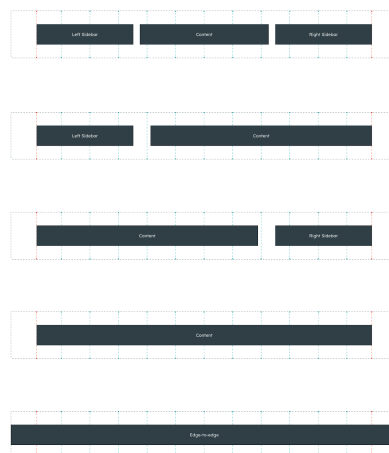 Left Sidebar Content Right Sidebar
Left Sidebar Content
Content Right Sidebar
Content
Edge-to-edge